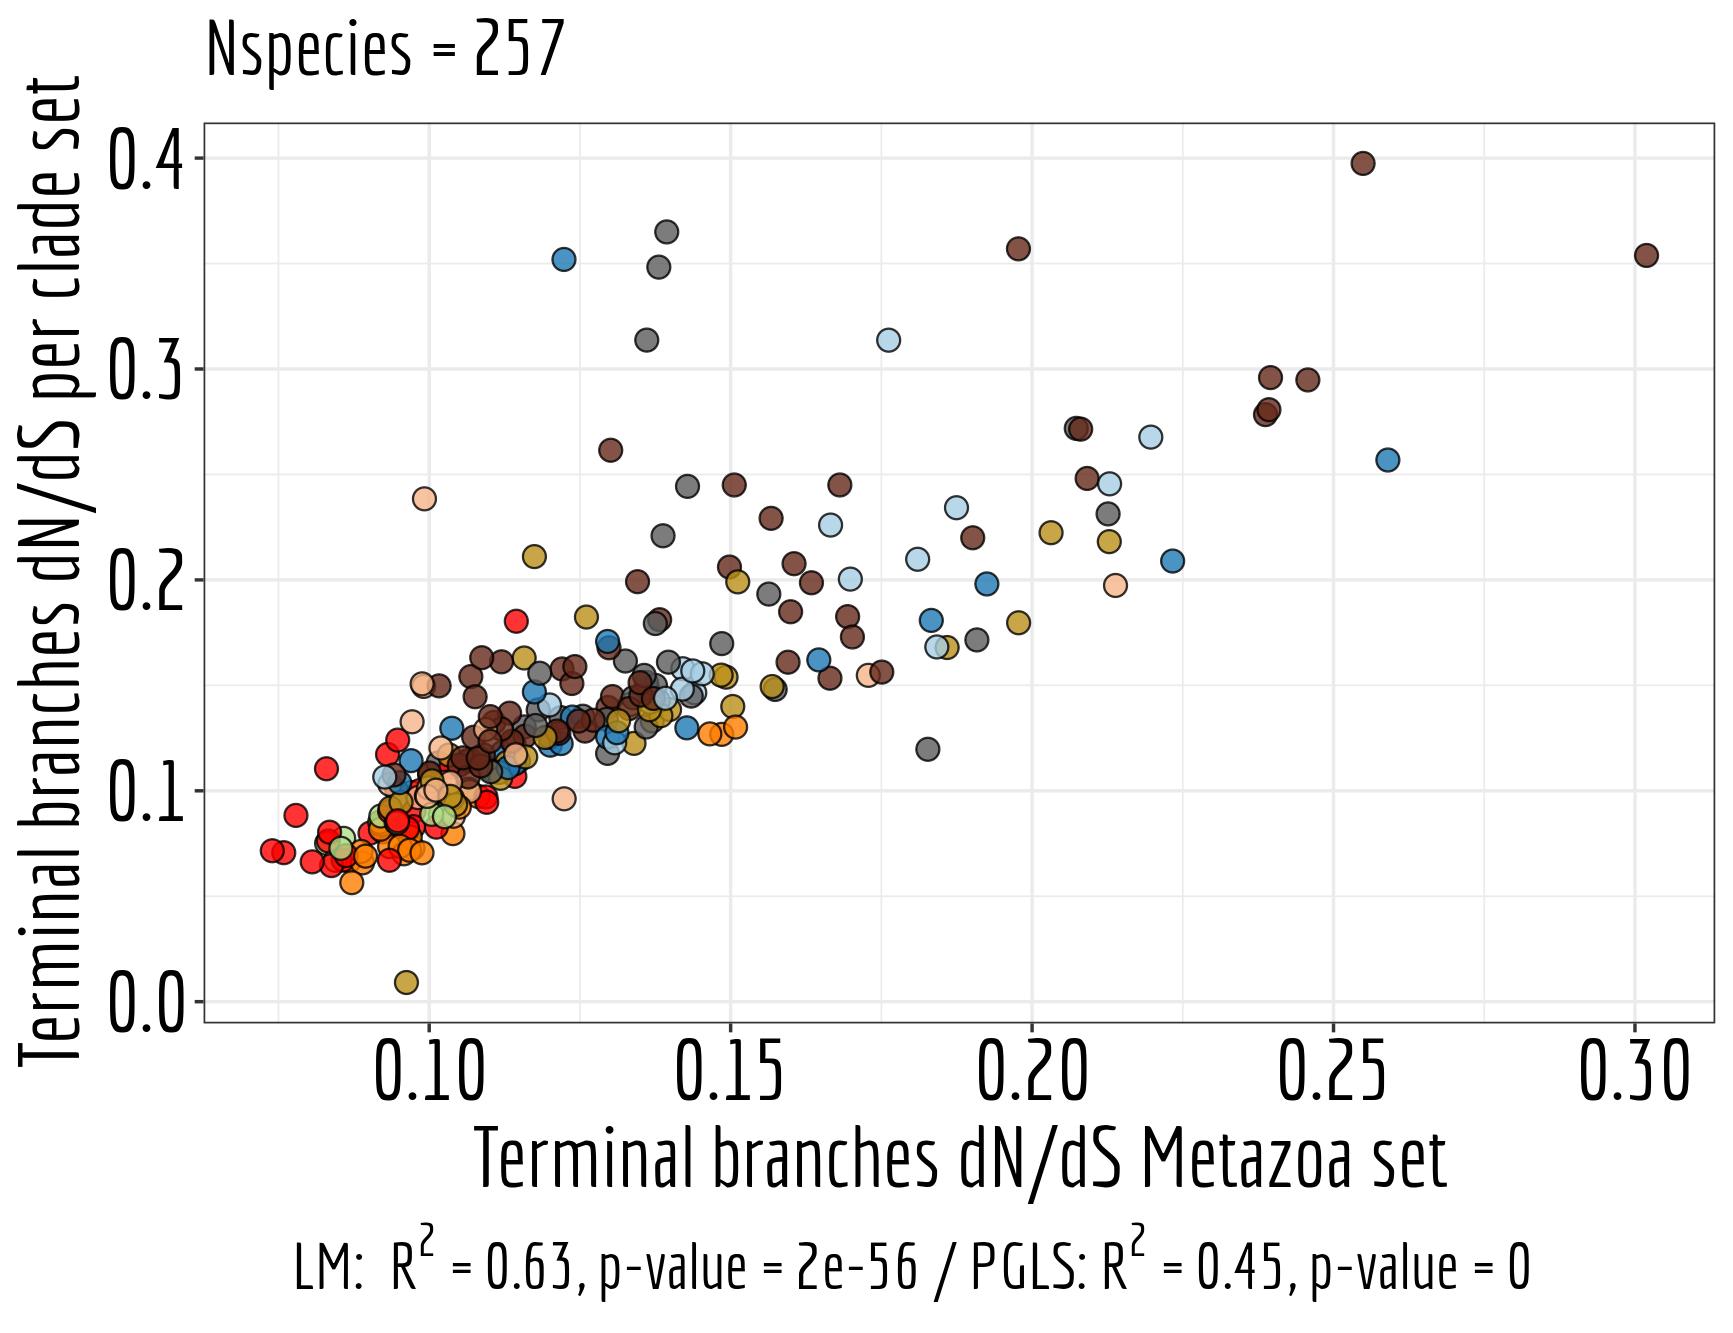 Nspecies = 257
Terminal branches dN/dS per clade set
0.4
0.3
0.2
0.1
0.0
0.10 0.15 0.20 0.25 0.30
Terminal branches dN/dS Metazoa set
LM: R² = 0.63, p-value = 2e-56 / PGLS: R² = 0.45, p-value = 0